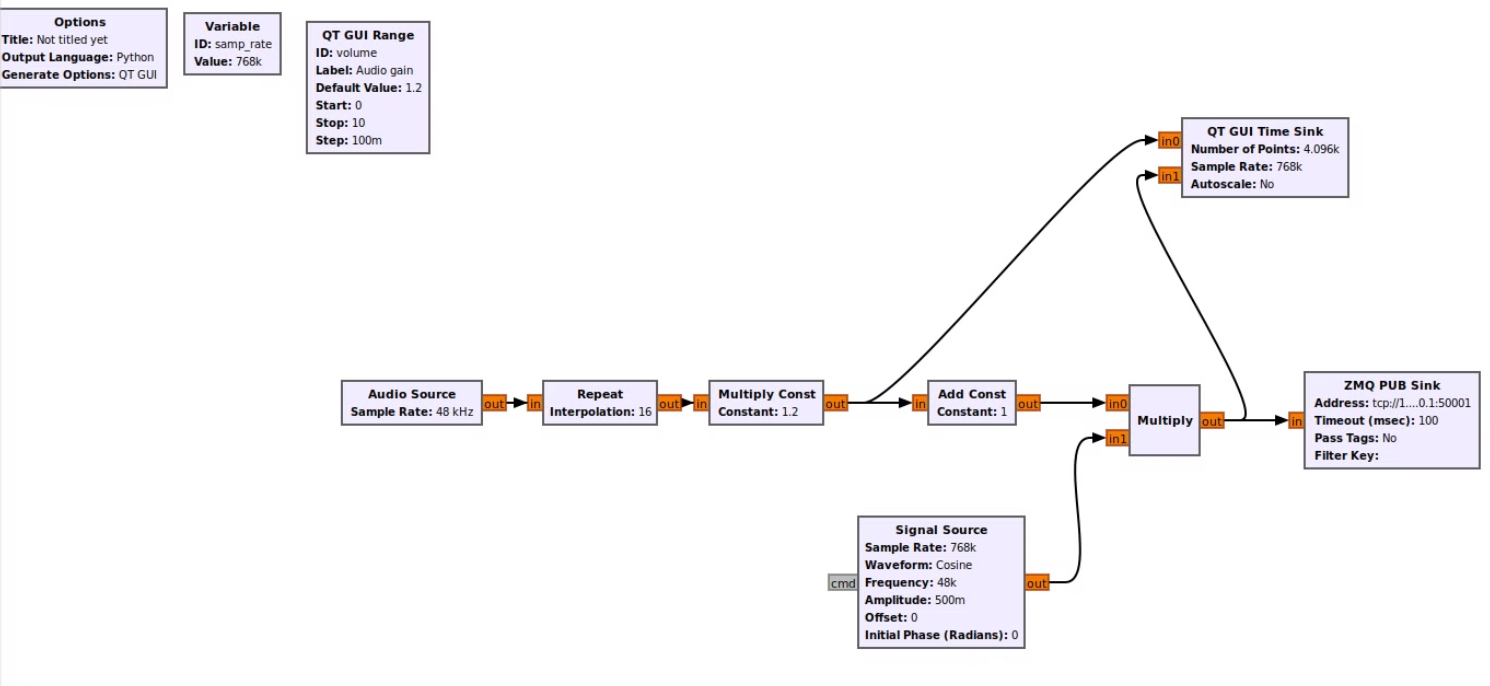 Options
Title: Not titled yet
Output Language: Python
Generate Options: QT GUI
Variable
ID: samp_rate
Value: 768k
QT GUI Range
ID: volume
Label: Audio gain
Default Value: 1.2
Start: 0
Stop: 10
Step: 100m
QT GUI Time Sink
Number of Points: 4.096k
Sample Rate: 768k
Autoscale: No
in0
in1
Audio Source
Sample Rate: 48 kHz
out
in
Repeat
Interpolation: 16
out
in
Multiply Const
Constant: 1.2
out
in
Add Const
Constant: 1
out
in0
in1
Multiply
out
in
ZMQ PUB Sink
Address: tcp://1....0.1:50001
Timeout (msec): 100
Pass Tags: No
Filter Key:
cmd
Signal Source
Sample Rate: 768k
Waveform: Cosine
Frequency: 48k
Amplitude: 500m
Offset: 0
Initial Phase (Radians): 0
out